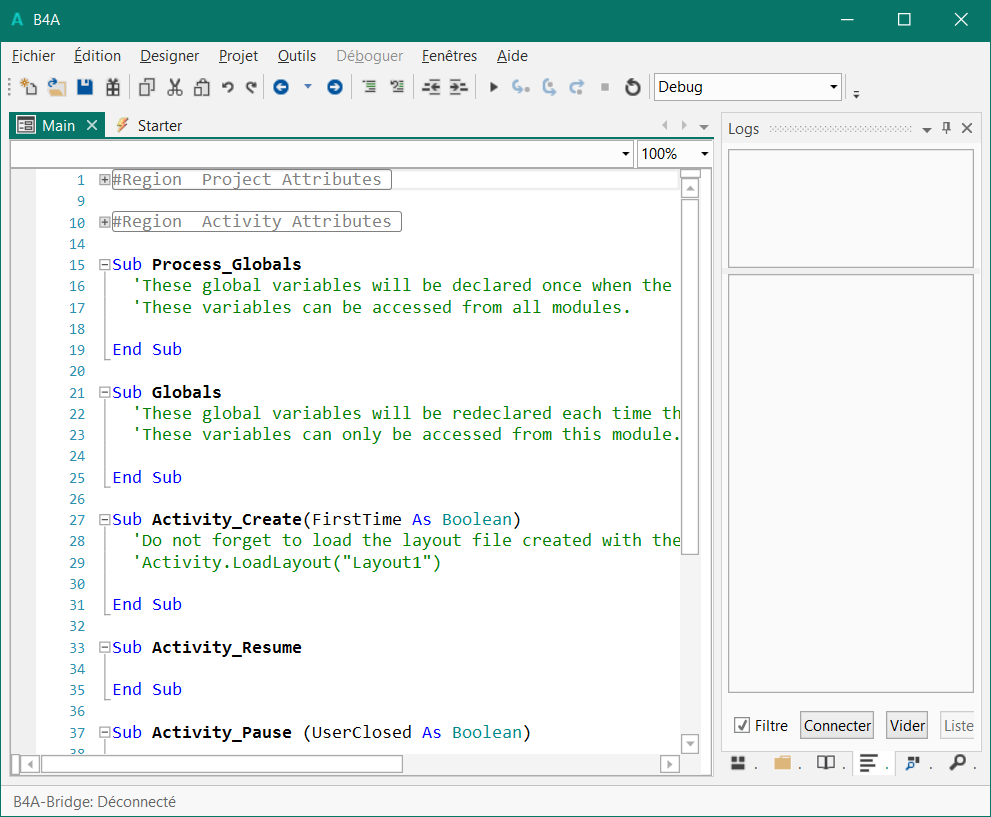 B4A
Fichier Édition Designer Projet Outils Déboguer Fenêtres Aide
Debug
Main Starter
100%
1 #Region  Project Attributes
9
10 #Region  Activity Attributes
14
15 Sub Process_Globals
16 'These global variables will be declared once when the
17 'These variables can be accessed from all modules.
18
19 End Sub
20
21 Sub Globals
22 'These global variables will be redeclared each time th
23 'These variables can only be accessed from this module.
24
25 End Sub
26
27 Sub Activity_Create(FirstTime As Boolean)
28 'Do not forget to load the layout file created with the
29 'Activity.LoadLayout("Layout1")
30
31 End Sub
32
33 Sub Activity_Resume
34
35 End Sub
36
37 Sub Activity_Pause (UserClosed As Boolean)
38
Logs
Filtre Connecter Vider Liste
B4A-Bridge: Déconnecté